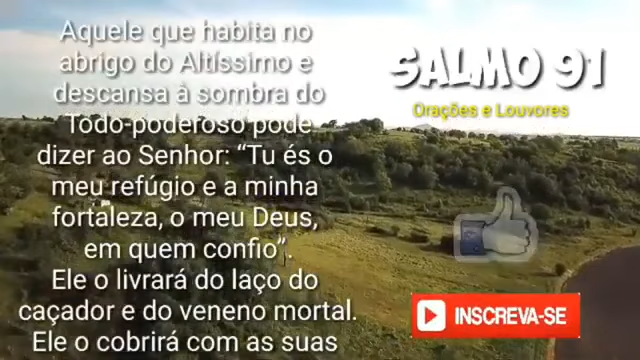 Aquele que habita no
abrigo do Altíssimo e
descansa à sombra do
Todo-poderoso pode
dizer ao Senhor: “Tu és o
meu refúgio e a minha
fortaleza, o meu Deus,
em quem confio”.
Ele o livrará do laço do
caçador e do veneno mortal.
Ele o cobrirá com as suas
SALMO 91
Orações e Louvores
INSCREVA-SE